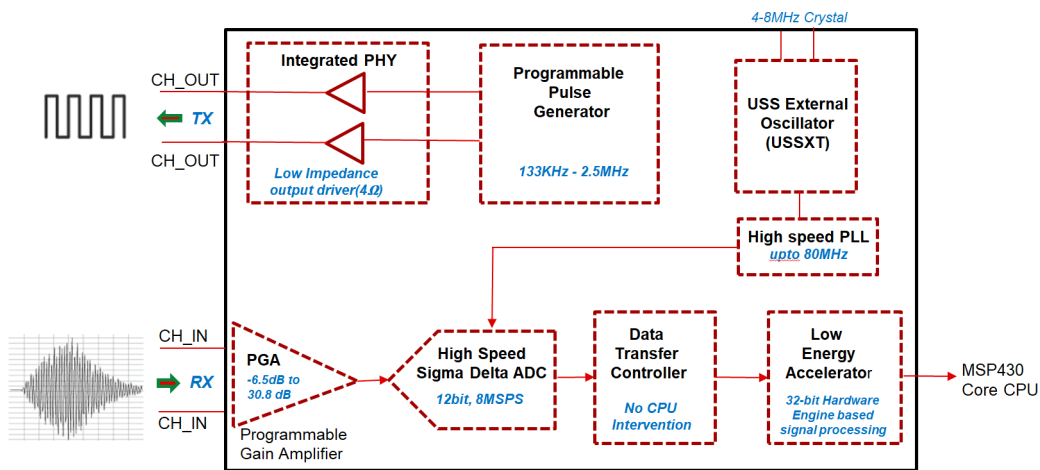 4-8MHz Crystal
Integrated PHY
CH_OUT
TX
CH_OUT
Low Impedance
output driver(4Ω)
Programmable
Pulse
Generator
133KHz - 2.5MHz
USS External
Oscillator
(USSXT)
High speed PLL
upto 80MHz
CH_IN
RX
CH_IN
PGA
-6.5dB to
30.8 dB
Programmable
Gain Amplifier
High Speed
Sigma Delta ADC
12bit, 8MSPS
Data
Transfer
Controller
No CPU
Intervention
Low
Energy
Accelerator
32-bit Hardware
Engine based
signal processing
MSP430
Core CPU